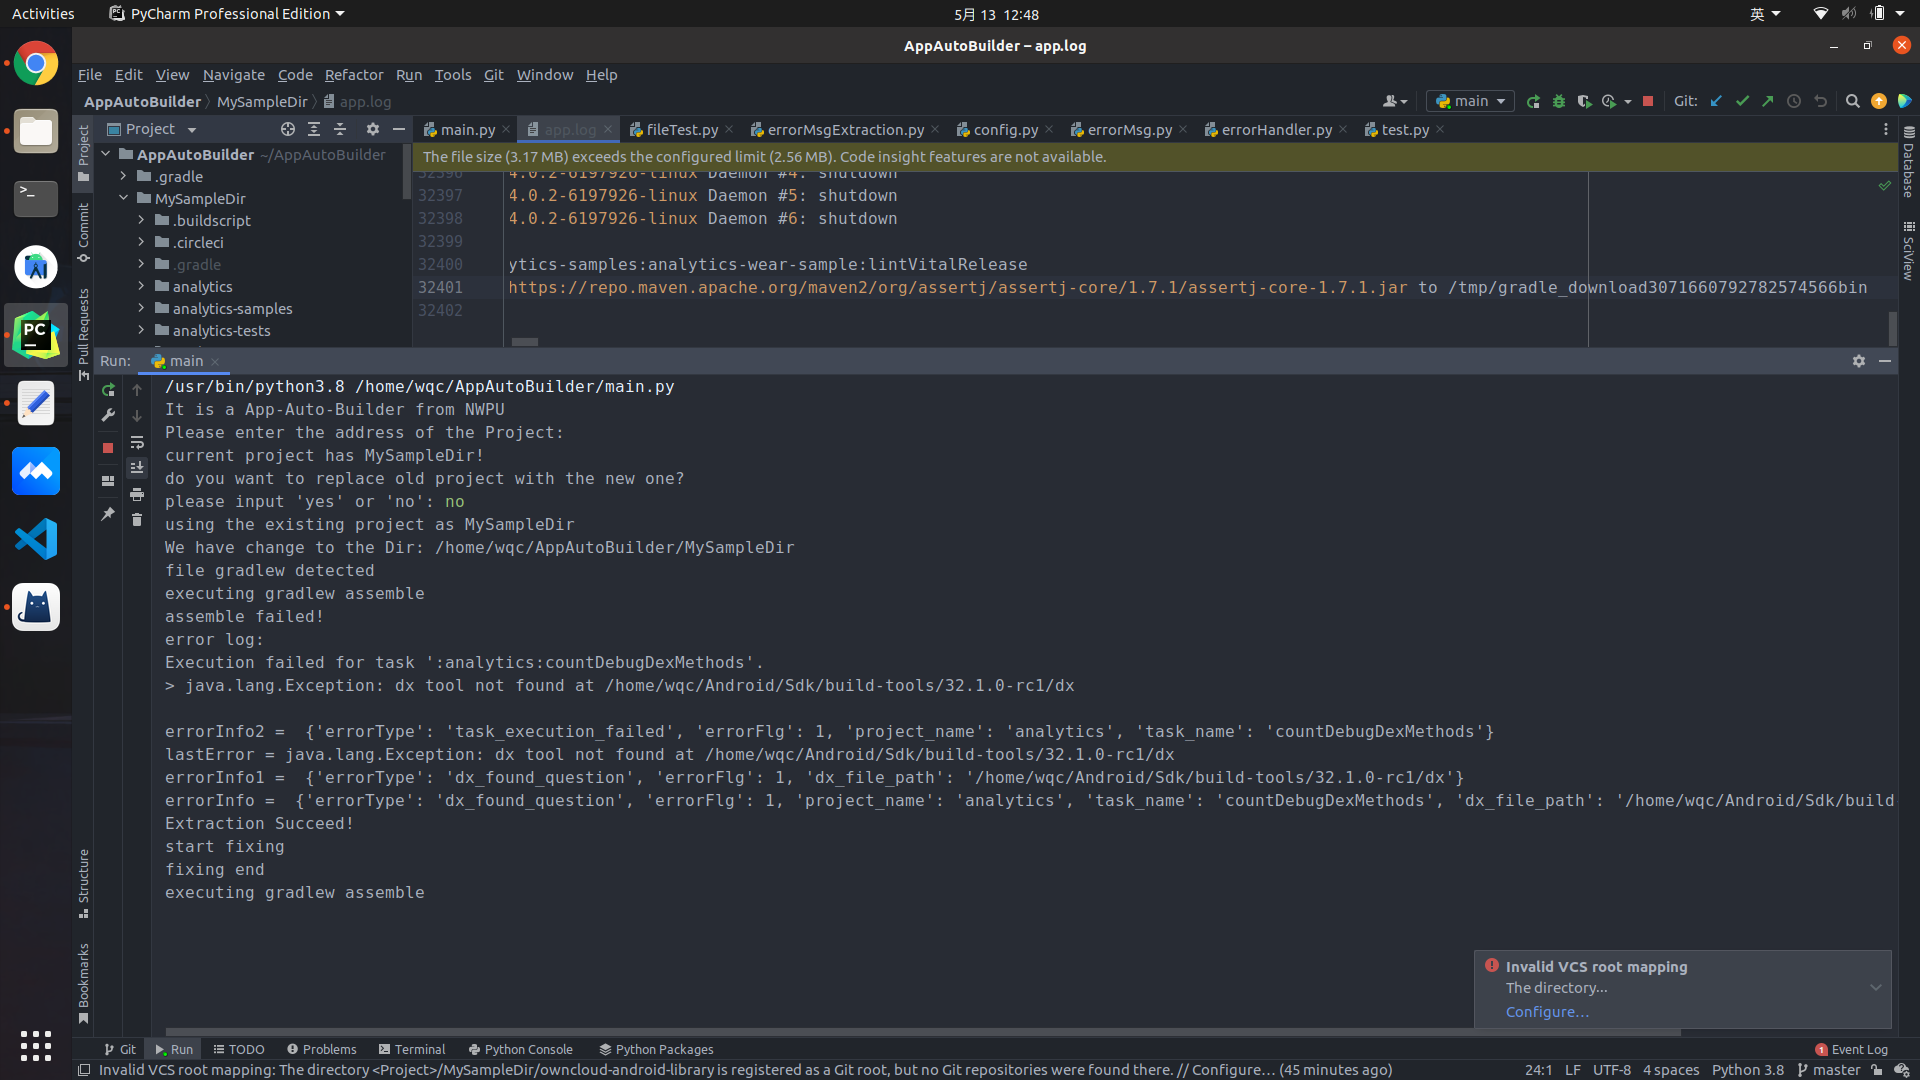 Activities
PyCharm Professional Edition
5月 13 12:48
英
AppAutoBuilder – app.log
File Edit View Navigate Code Refactor Run Tools Git Window Help
AppAutoBuilder MySampleDir app.log
main
Git:
Project
main.py
app.log
fileTest.py
errorMsgExtraction.py
config.py
errorMsg.py
errorHandler.py
test.py
AppAutoBuilder ~/AppAutoBuilder
.gradle
MySampleDir
.buildscript
.circleci
.gradle
analytics
analytics-samples
analytics-tests
The file size (3.17 MB) exceeds the configured limit (2.56 MB). Code insight features are not available.
32396 4.0.2-6197926-linux Daemon #4: shutdown
32397 4.0.2-6197926-linux Daemon #5: shutdown
32398 4.0.2-6197926-linux Daemon #6: shutdown
32399
32400 ytics-samples:analytics-wear-sample:lintVitalRelease
32401 https://repo.maven.apache.org/maven2/org/assertj/assertj-core/1.7.1/assertj-core-1.7.1.jar to /tmp/gradle_download3071660792782574566bin
32402
Project
Commit
Pull Requests
Structure
Bookmarks
Database
SciView
Run: main
/usr/bin/python3.8 /home/wqc/AppAutoBuilder/main.py
It is a App-Auto-Builder from NWPU
Please enter the address of the Project:
current project has MySampleDir!
do you want to replace old project with the new one?
please input 'yes' or 'no': no
using the existing project as MySampleDir
We have change to the Dir: /home/wqc/AppAutoBuilder/MySampleDir
file gradlew detected
executing gradlew assemble
assemble failed!
error log:
Execution failed for task ':analytics:countDebugDexMethods'.
> java.lang.Exception: dx tool not found at /home/wqc/Android/Sdk/build-tools/32.1.0-rc1/dx
errorInfo2 =  {'errorType': 'task_execution_failed', 'errorFlg': 1, 'project_name': 'analytics', 'task_name': 'countDebugDexMethods'}
lastError = java.lang.Exception: dx tool not found at /home/wqc/Android/Sdk/build-tools/32.1.0-rc1/dx
errorInfo1 =  {'errorType': 'dx_found_question', 'errorFlg': 1, 'dx_file_path': '/home/wqc/Android/Sdk/build-tools/32.1.0-rc1/dx'}
errorInfo =  {'errorType': 'dx_found_question', 'errorFlg': 1, 'project_name': 'analytics', 'task_name': 'countDebugDexMethods', 'dx_file_path': '/home/wqc/Android/Sdk/build
Extraction Succeed!
start fixing
fixing end
executing gradlew assemble
Invalid VCS root mapping
The directory...
Configure...
Git Run TODO Problems Terminal Python Console Python Packages
1 Event Log
Invalid VCS root mapping: The directory <Project>/MySampleDir/owncloud-android-library is registered as a Git root, but no Git repositories were found there. // Configure... (45 minutes ago)
24:1 LF UTF-8 4 spaces Python 3.8 master